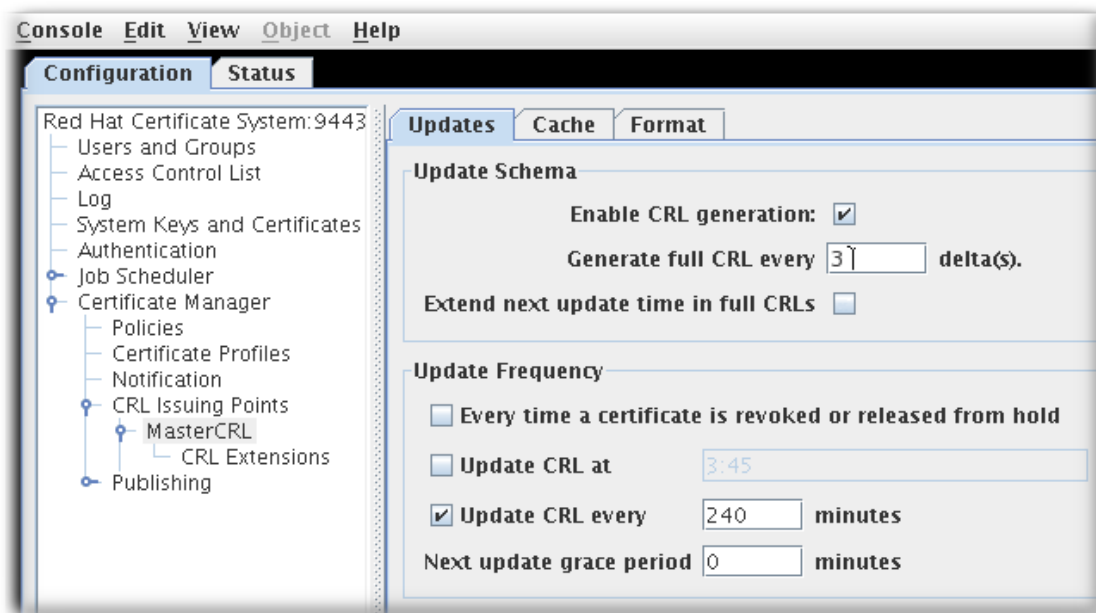 Console Edit View Object Help
Configuration Status
Red Hat Certificate System:9443
Users and Groups
Access Control List
Log
System Keys and Certificates
Authentication
Job Scheduler
Certificate Manager
Policies
Certificate Profiles
Notification
CRL Issuing Points
MasterCRL
CRL Extensions
Publishing
Updates Cache Format
Update Schema
Enable CRL generation:
Generate full CRL every 3 delta(s).
Extend next update time in full CRLs
Update Frequency
Every time a certificate is revoked or released from hold
Update CRL at 3:45
Update CRL every 240 minutes
Next update grace period 0 minutes